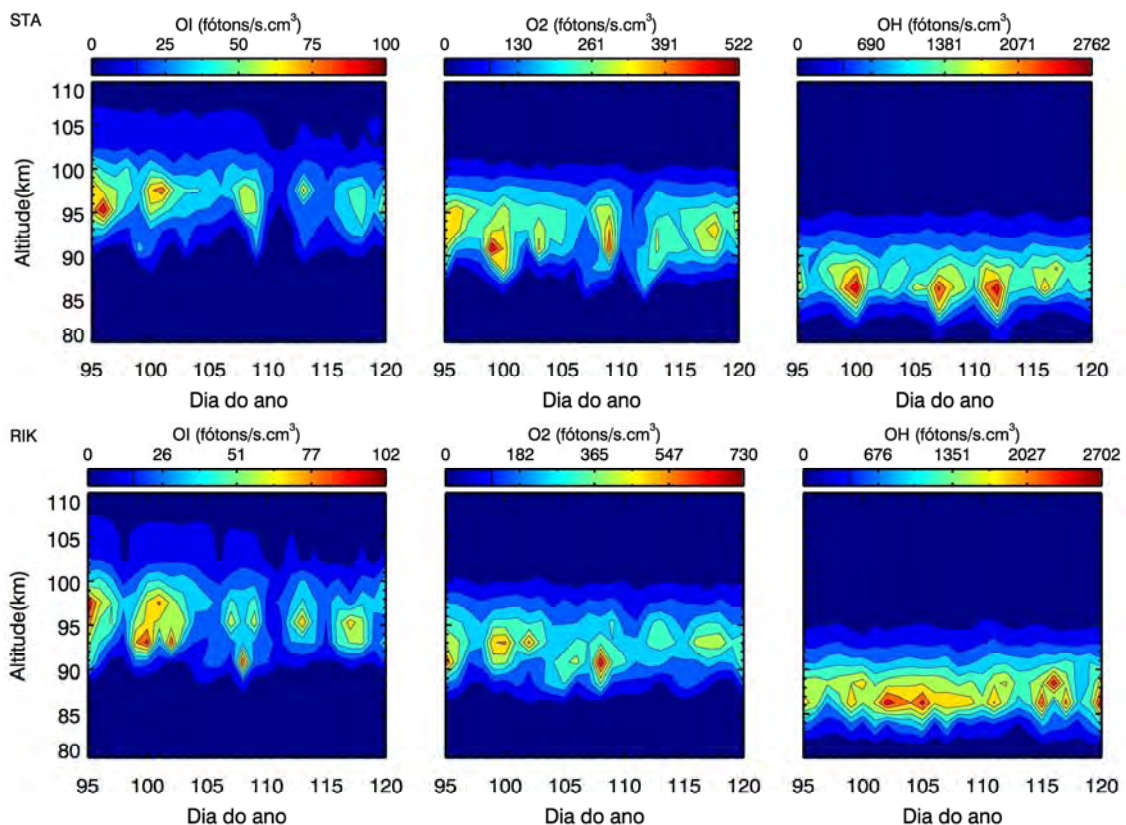 STA
OI (fótons/s.cm³)
0 25 50 75 100
O2 (fótons/s.cm³)
0 130 261 391 522
OH (fótons/s.cm³)
0 690 1381 2071 2762
Altitude(km)
110
105
100
95
90
85
80
95 100 105 110 115 120
95 100 105 110 115 120
95 100 105 110 115 120
Dia do ano
Dia do ano
Dia do ano
RIK
OI (fótons/s.cm³)
0 26 51 77 102
O2 (fótons/s.cm³)
0 182 365 547 730
OH (fótons/s.cm³)
0 676 1351 2027 2702
Altitude(km)
110
105
100
95
90
85
80
95 100 105 110 115 120
95 100 105 110 115 120
95 100 105 110 115 120
Dia do ano
Dia do ano
Dia do ano